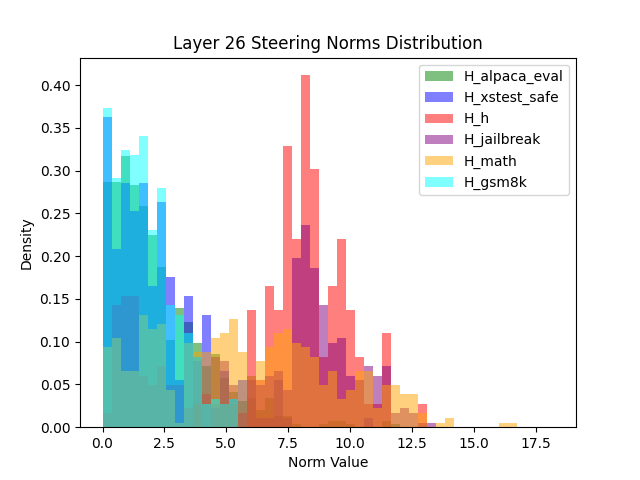 Layer 26 Steering Norms Distribution
H_alpaca_eval
H_xstest_safe
H_h
H_jailbreak
H_math
H_gsm8k
Density
0.40
0.35
0.30
0.25
0.20
0.15
0.10
0.05
0.00
0.0 2.5 5.0 7.5 10.0 12.5 15.0 17.5
Norm Value